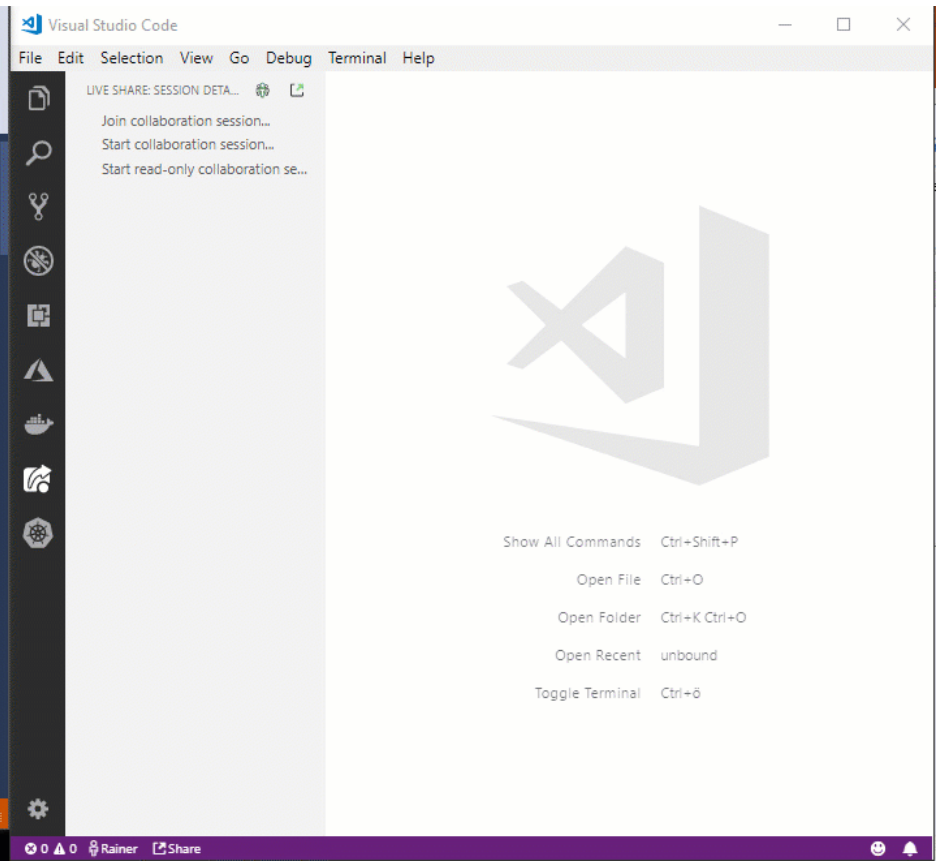 Visual Studio Code
File Edit Selection View Go Debug Terminal Help
LIVE SHARE: SESSION DETA...
Join collaboration session...
Start collaboration session...
Start read-only collaboration se...
Show All Commands Ctrl+Shift+P
Open File Ctrl+O
Open Folder Ctrl+K Ctrl+O
Open Recent unbound
Toggle Terminal Ctrl+ö
0 0 Rainer Share